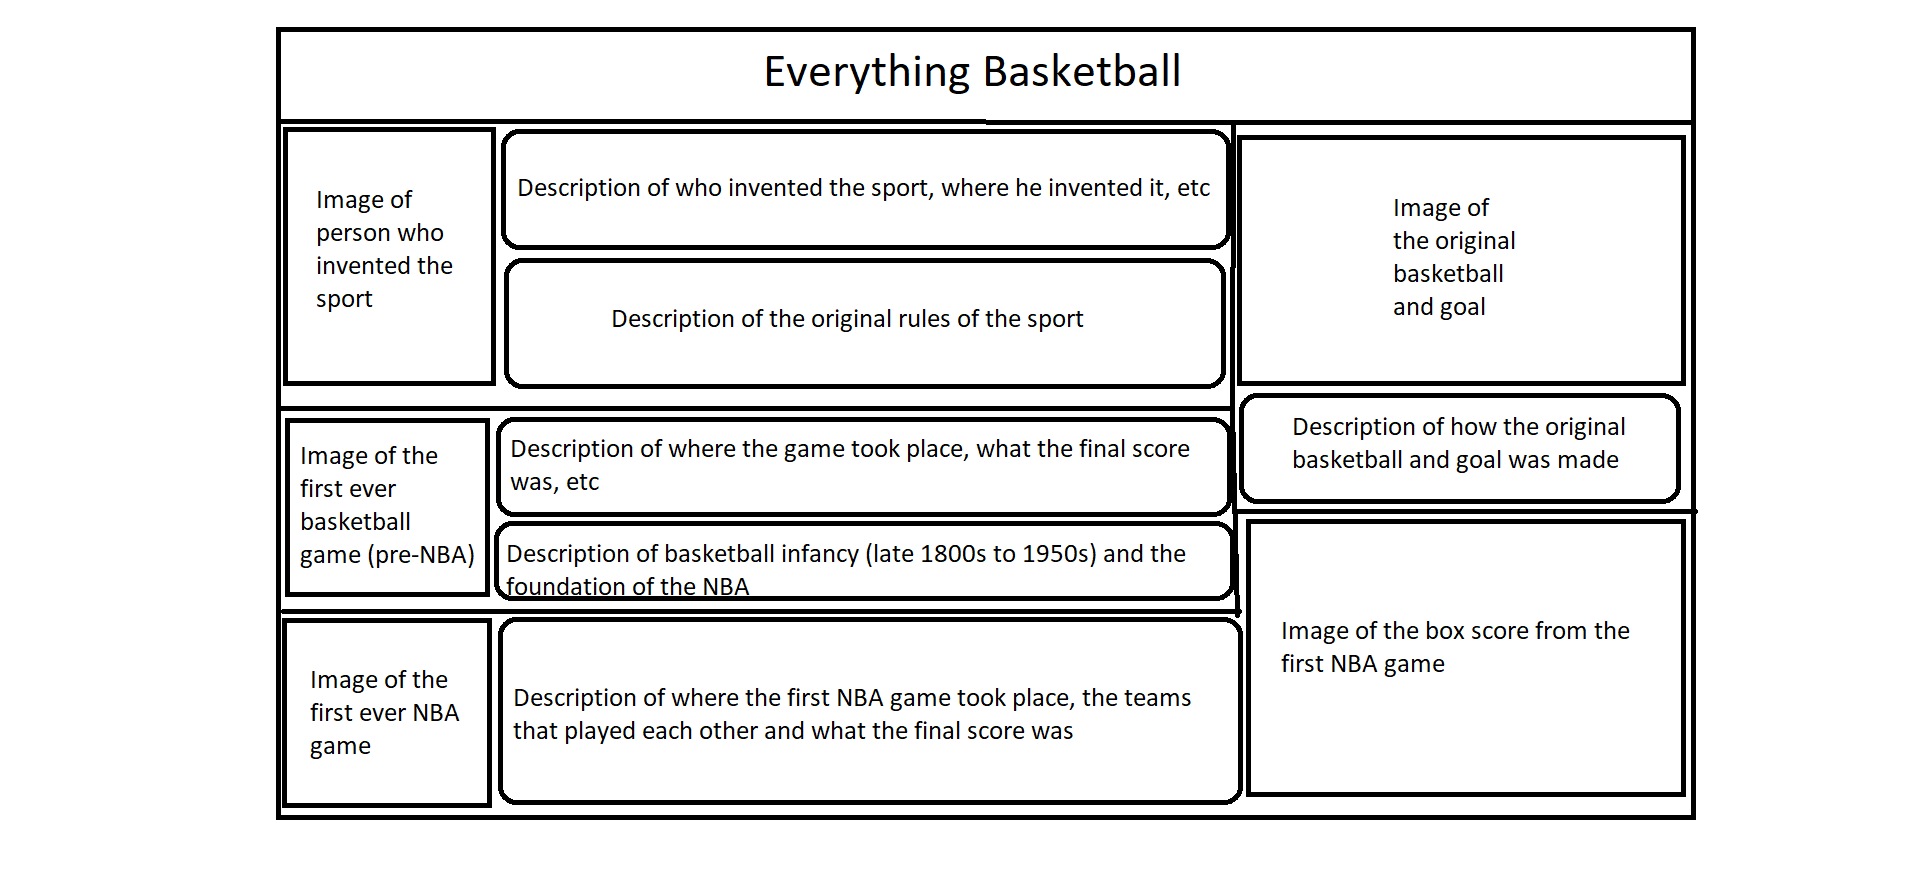 Everything Basketball
Image of
person who
invented the
sport
Description of who invented the sport, where he invented it, etc
Description of the original rules of the sport
Image of
the original
basketball
and goal
Image of the
first ever
basketball
game (pre-NBA)
Description of where the game took place, what the final score
was, etc
Description of basketball infancy (late 1800s to 1950s) and the
foundation of the NBA
Description of how the original
basketball and goal was made
Image of the
first ever NBA
game
Description of where the first NBA game took place, the teams
that played each other and what the final score was
Image of the box score from the
first NBA game